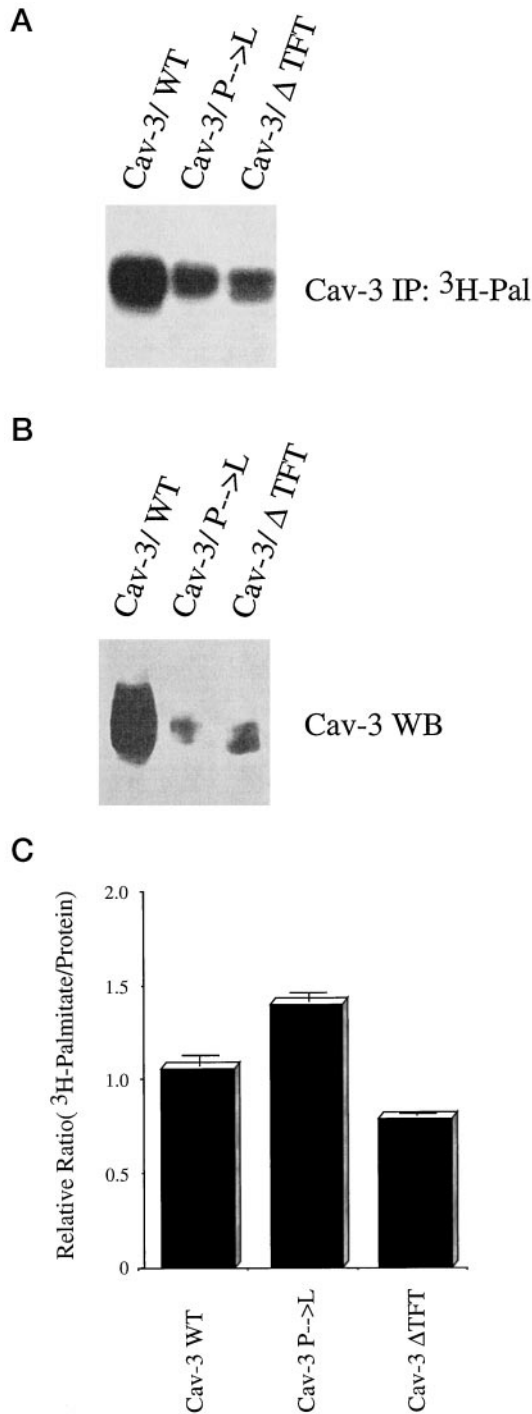 A
Cav-3/ WT
Cav-3/ P-->L
Cav-3/ Δ TFT
Cav-3 IP: ³H-Pal
B
Cav-3/ WT
Cav-3/ P-->L
Cav-3/ Δ TFT
Cav-3 WB
C
Relative Ratio( ³H-Palmitate/Protein)
2.0
1.5
1.0
0.5
0
Cav-3 WT
Cav-3 P-->L
Cav-3 ΔTFT